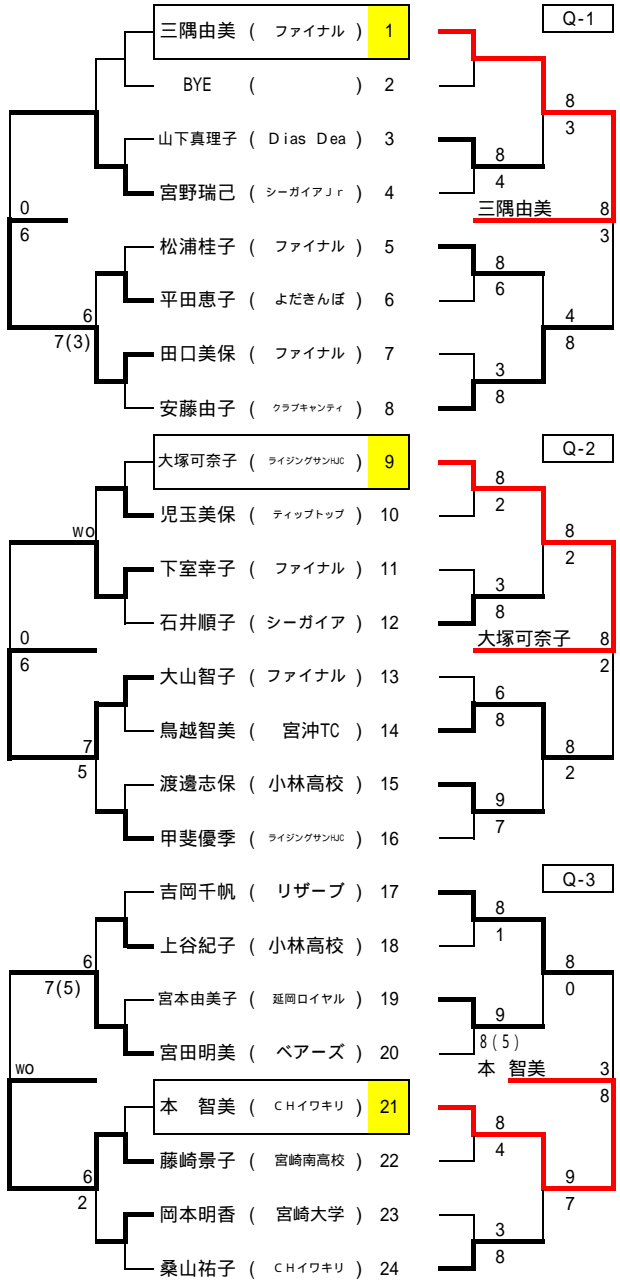 三隅由美 ( ファイナル ) 1 Q-1
BYE ( ) 2
8
3
山下真理子 ( Dias Dea ) 3
8
4
宮野瑞己 ( シーガイアJr ) 4
0
6
三隅由美 8
3
松浦桂子 ( ファイナル ) 5
8
6
平田恵子 ( よだきんぼ ) 6
6
7(3)
4
8
田口美保 ( ファイナル ) 7
3
8
安藤由子 ( クラブキャンティ ) 8
大塚可奈子 ( ライジングサンHJC ) 9 Q-2
8
2
児玉美保 ( ティップトップ ) 10
wo
8
2
下室幸子 ( ファイナル ) 11
3
8
石井順子 ( シーガイア ) 12
0
6
大塚可奈子 8
2
大山智子 ( ファイナル ) 13
6
8
鳥越智美 ( 宮沖TC ) 14
7
5
8
2
渡邊志保 ( 小林高校 ) 15
9
7
甲斐優季 ( ライジングサンHJC ) 16
Q-3
吉岡千帆 ( リザーブ ) 17
8
1
上谷紀子 ( 小林高校 ) 18
6
7(5)
8
0
宮本由美子 ( 延岡ロイヤル ) 19
9
8(5)
宮田明美 ( ベアーズ ) 20
wo
本 智美 3
8
本 智美 ( CHイワキリ ) 21
8
4
藤崎景子 ( 宮崎南高校 ) 22
6
2
9
7
岡本明香 ( 宮崎大学 ) 23
3
8
桑山祐子 ( CHイワキリ ) 24